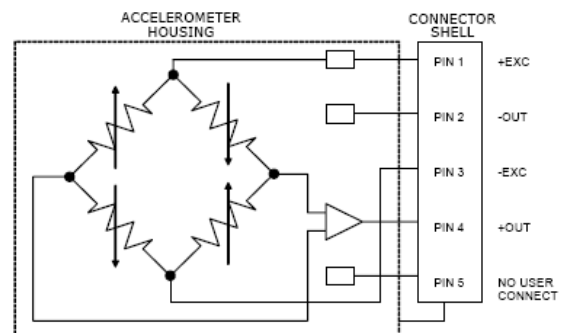 ACCELEROMETER
HOUSING
CONNECTOR
SHELL
PIN 1 +EXC
PIN 2 -OUT
PIN 3 -EXC
PIN 4 +OUT
PIN 5 NO USER
CONNECT